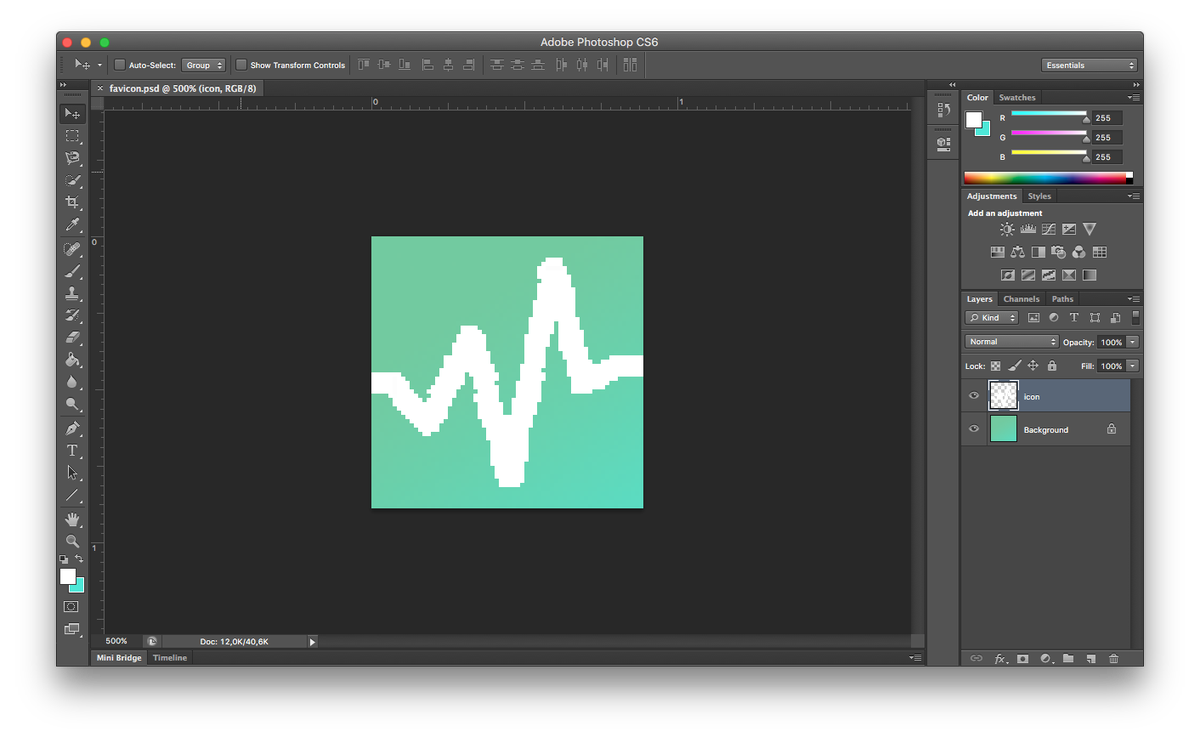 Adobe Photoshop CS6
Auto-Select: Group Show Transform Controls Essentials
× favicon.psd @ 500% (icon, RGB/8)
0 1
0
1
Color Swatches
R 255
G 255
B 255
Adjustments Styles
Add an adjustment
Layers Channels Paths
Kind T
Normal Opacity: 100%
Lock: Fill: 100%
icon
Background
T
500% Doc: 12,0K/40,6K
Mini Bridge Timeline
fx